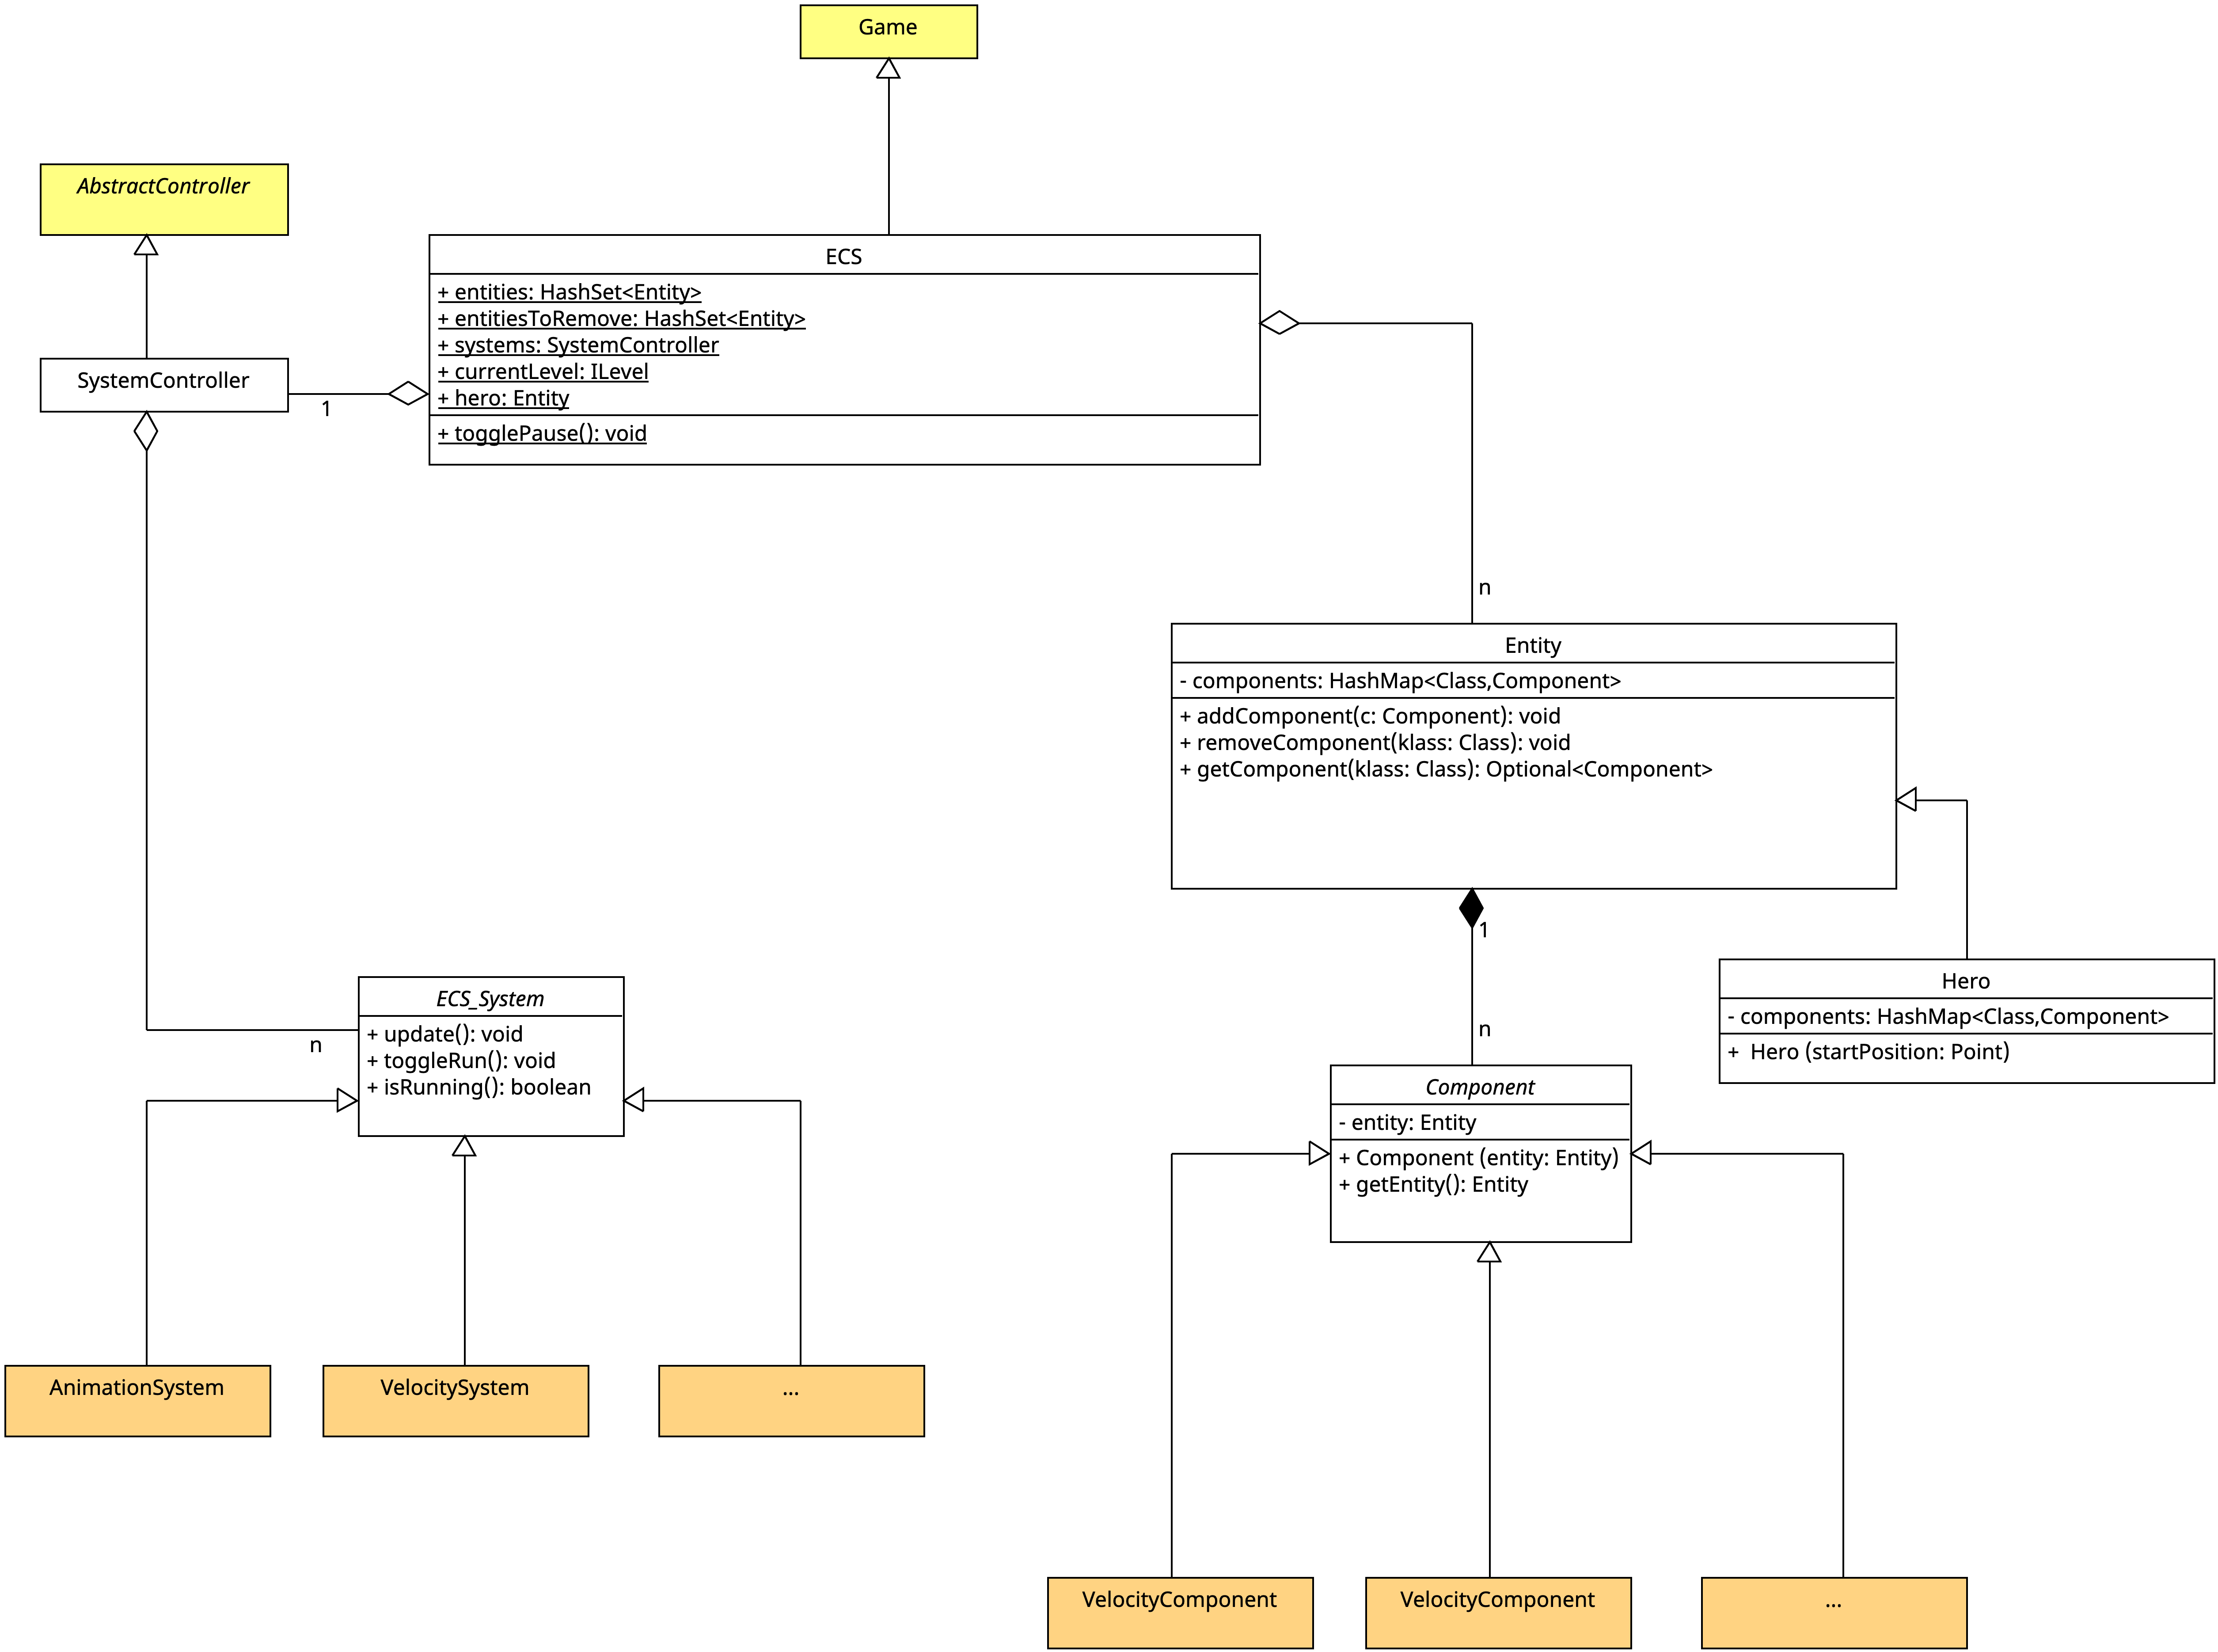 Game
AbstractController
SystemController
1
ECS
+ entities: HashSet<Entity>
+ entitiesToRemove: HashSet<Entity>
+ systems: SystemController
+ currentLevel: ILevel
+ hero: Entity
+ togglePause(): void
n
Entity
- components: HashMap<Class,Component>
+ addComponent(c: Component): void
+ removeComponent(klass: Class): void
+ getComponent(klass: Class): Optional<Component>
1
n
Hero
- components: HashMap<Class,Component>
+  Hero (startPosition: Point)
ECS_System
+ update(): void
+ toggleRun(): void
+ isRunning(): boolean
n
Component
- entity: Entity
+ Component (entity: Entity)
+ getEntity(): Entity
AnimationSystem
VelocitySystem
...
VelocityComponent
VelocityComponent
...